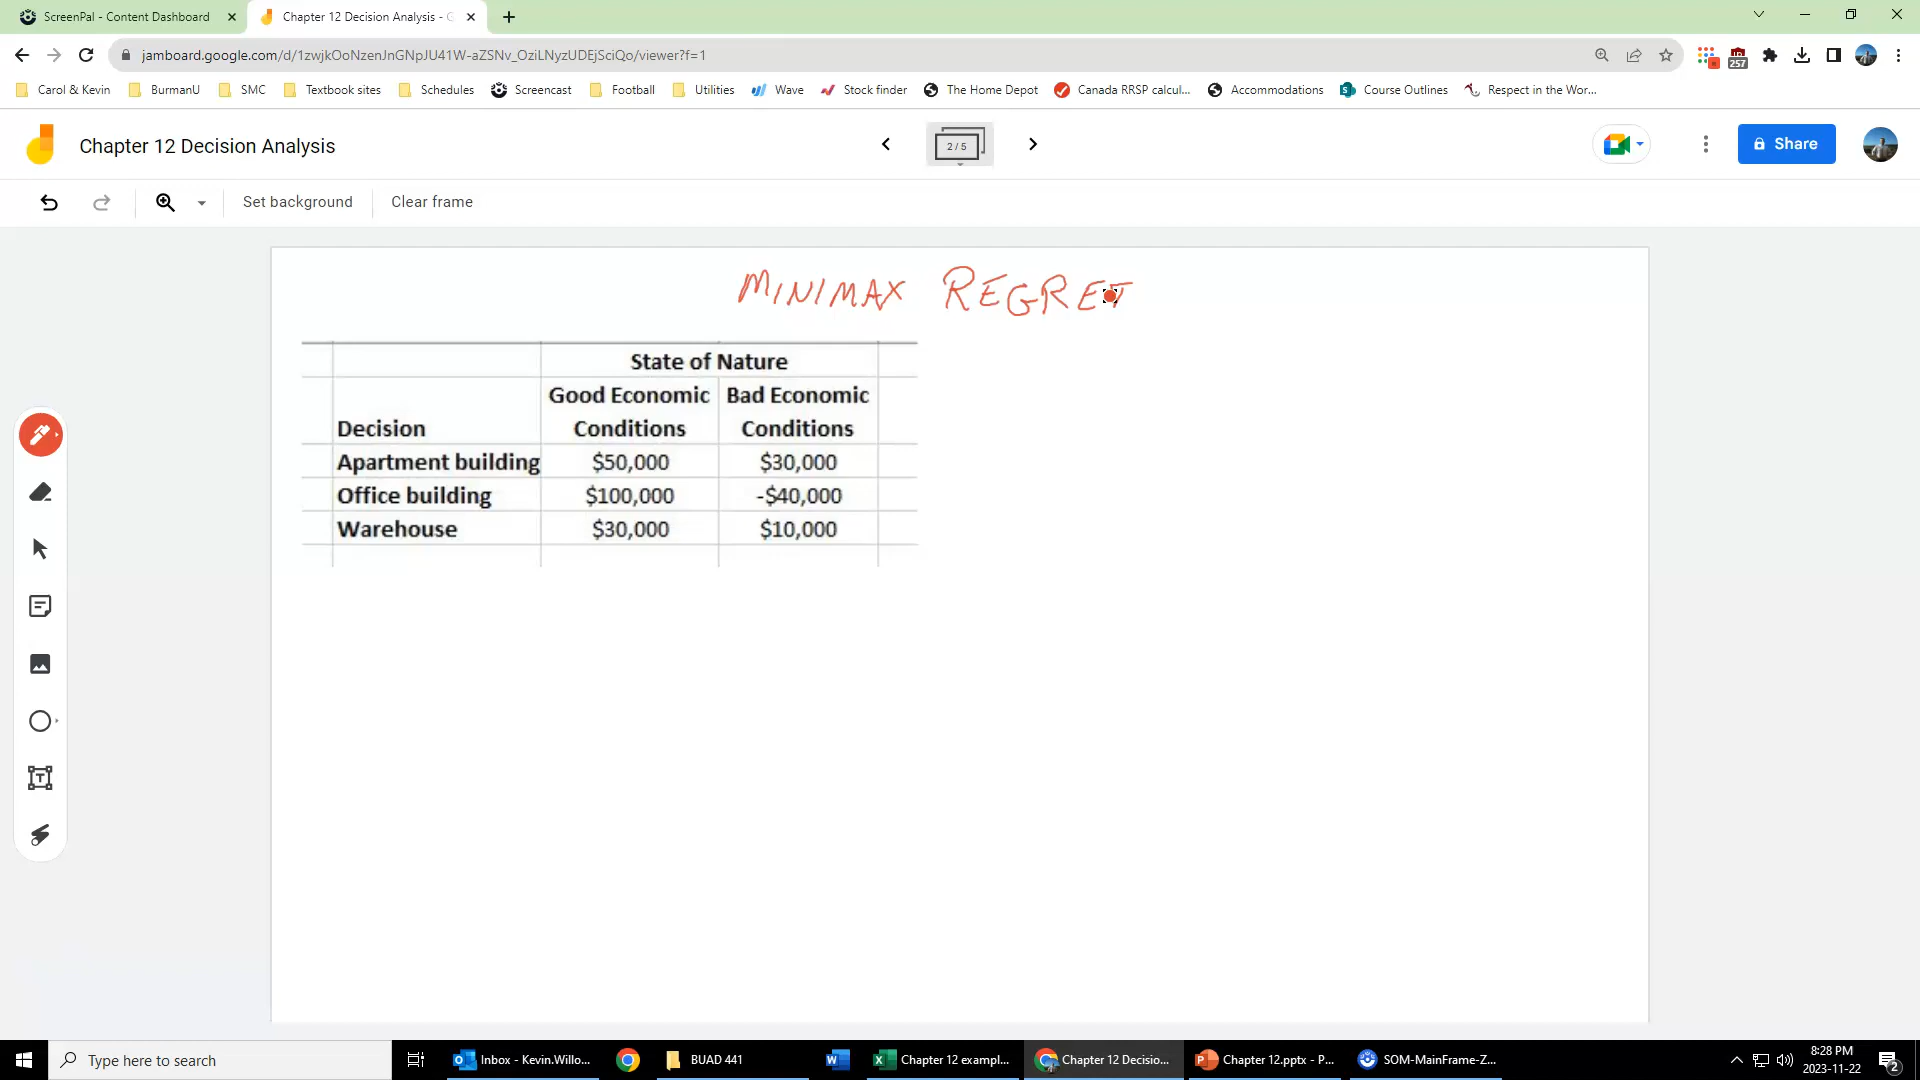 ScreenPal - Content Dashboard
Chapter 12 Decision Analysis - G
jamboard.google.com/d/1zwjkOoNzenJnGNpJU41W-aZSNv_OziLNyzUDEjSciQo/viewer?f=1
257
Carol & Kevin BurmanU SMC Textbook sites Schedules Screencast Football Utilities Wave Stock finder The Home Depot Canada RRSP calcul... Accommodations Course Outlines Respect in the Wor...
Chapter 12 Decision Analysis
2 / 5
Share
Set background Clear frame
MINIMAX REGRET
State of Nature
Good Economic Bad Economic
Decision Conditions Conditions
Apartment building $50,000 $30,000
Office building $100,000 -$40,000
Warehouse $30,000 $10,000
Type here to search
Inbox - Kevin.Willo...
BUAD 441
Chapter 12 exampl...
Chapter 12 Decisio...
Chapter 12.pptx - P...
SOM-MainFrame-Z...
8:28 PM
2023-11-22
2